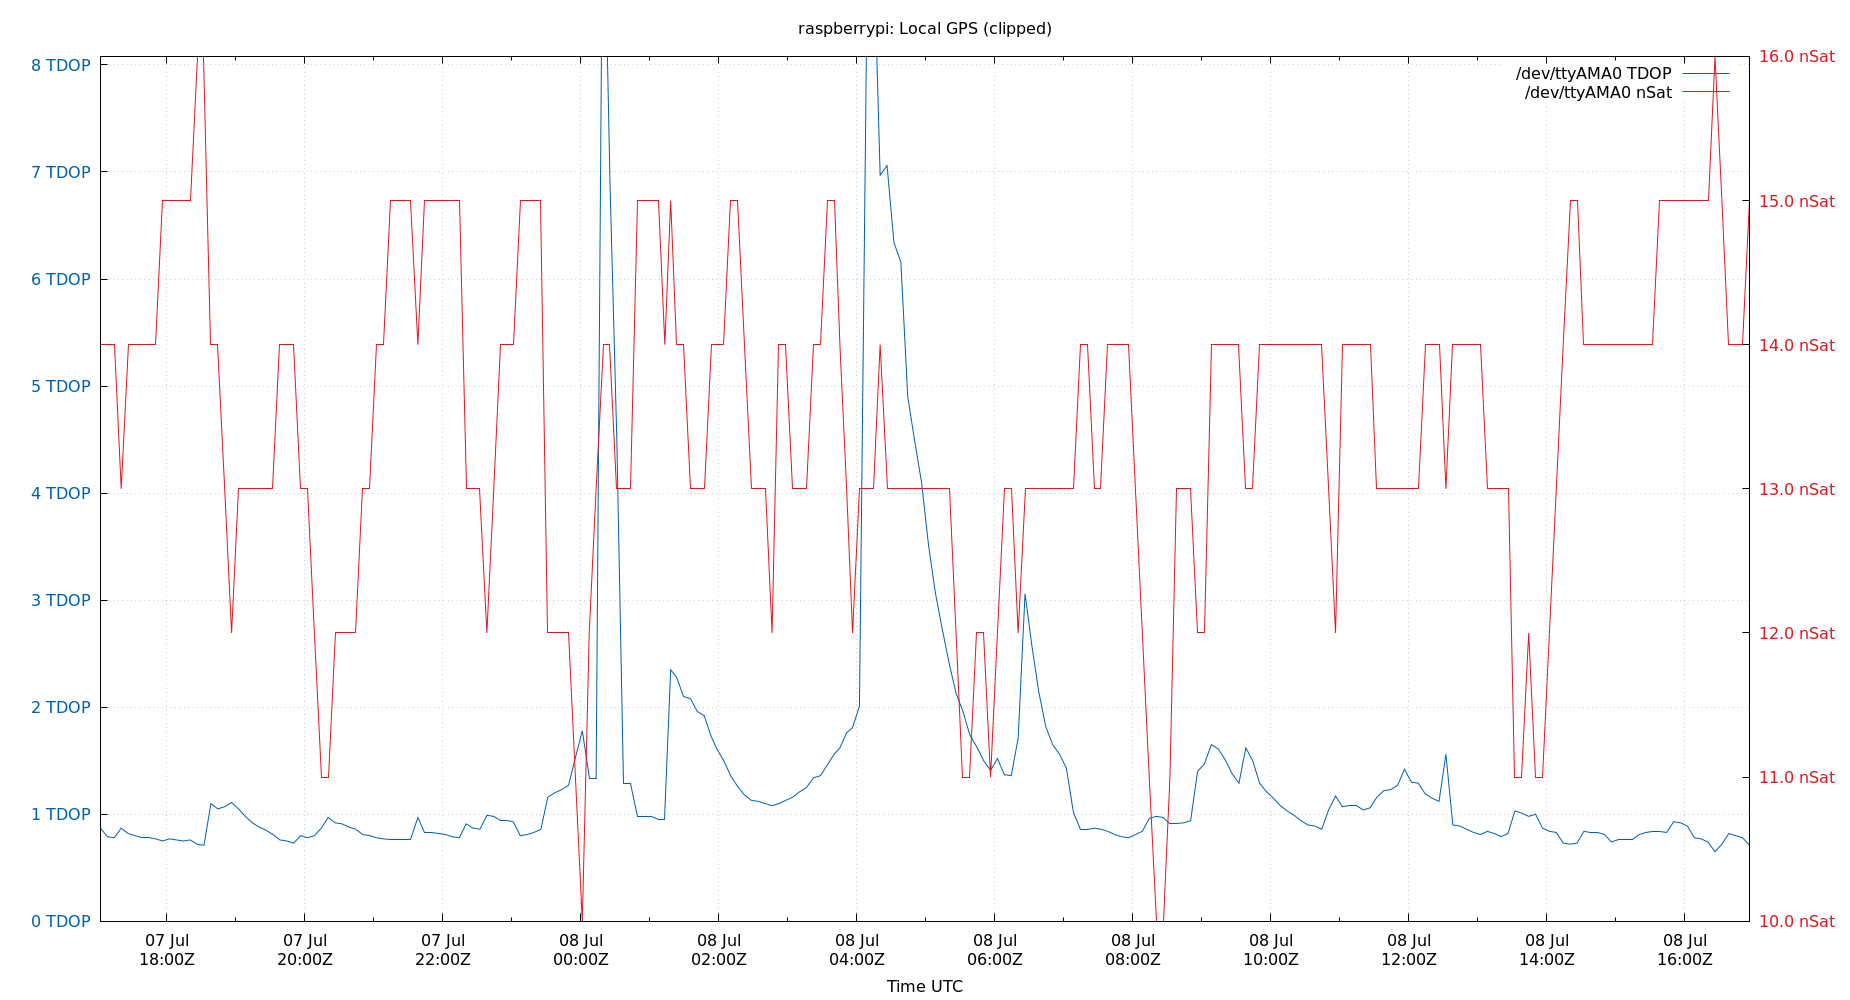 raspberrypi: Local GPS (clipped)
8 TDOP
7 TDOP
6 TDOP
5 TDOP
4 TDOP
3 TDOP
2 TDOP
1 TDOP
0 TDOP
/dev/ttyAMA0 TDOP
/dev/ttyAMA0 nSat
16.0 nSat
15.0 nSat
14.0 nSat
13.0 nSat
12.0 nSat
11.0 nSat
10.0 nSat
07 Jul
18:00Z
07 Jul
20:00Z
07 Jul
22:00Z
08 Jul
00:00Z
08 Jul
02:00Z
08 Jul
04:00Z
08 Jul
06:00Z
08 Jul
08:00Z
08 Jul
10:00Z
08 Jul
12:00Z
08 Jul
14:00Z
08 Jul
16:00Z
Time UTC